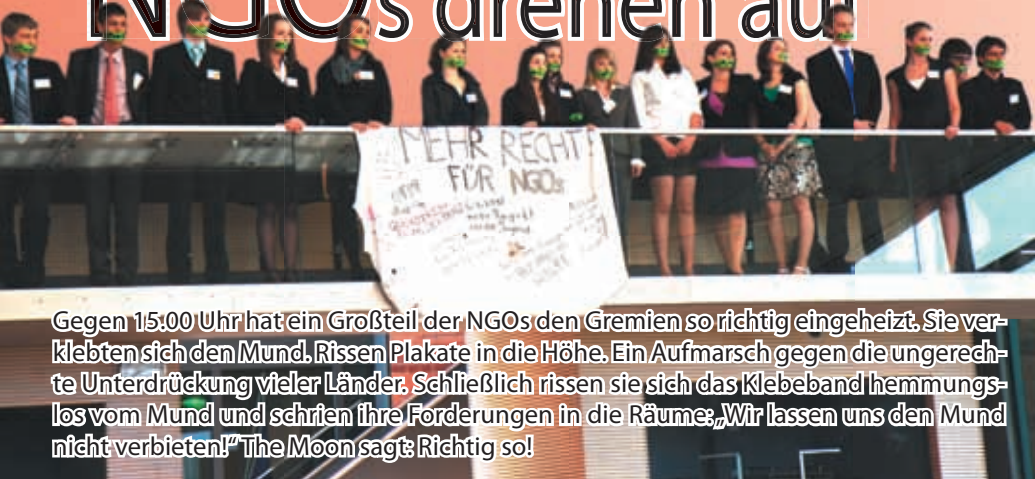 NGOs drehen auf
MEHR RECHTE
FÜR NGOs
Gegen 15.00 Uhr hat ein Großteil der NGOs den Gremien so richtig eingeheizt. Sie ver-
klebten sich den Mund. Rissen Plakate in die Höhe. Ein Aufmarsch gegen die ungerech-
te Unterdrückung vieler Länder. Schließlich rissen sie sich das Klebeband hemmungs-
los vom Mund und schrien ihre Forderungen in die Räume: „Wir lassen uns den Mund
nicht verbieten!“ The Moon sagt: Richtig so!